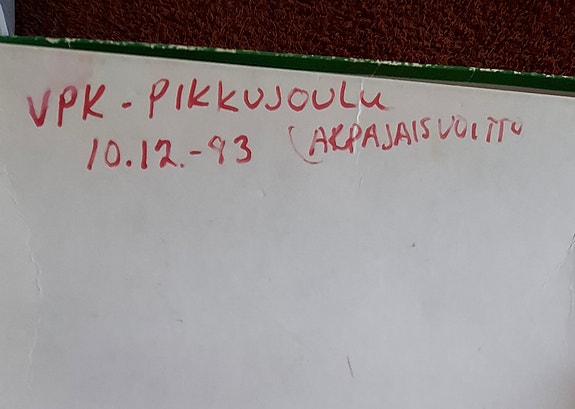 VPK - PIKKUJOULU
10.12.-93 (ARPAJAISVOITTO